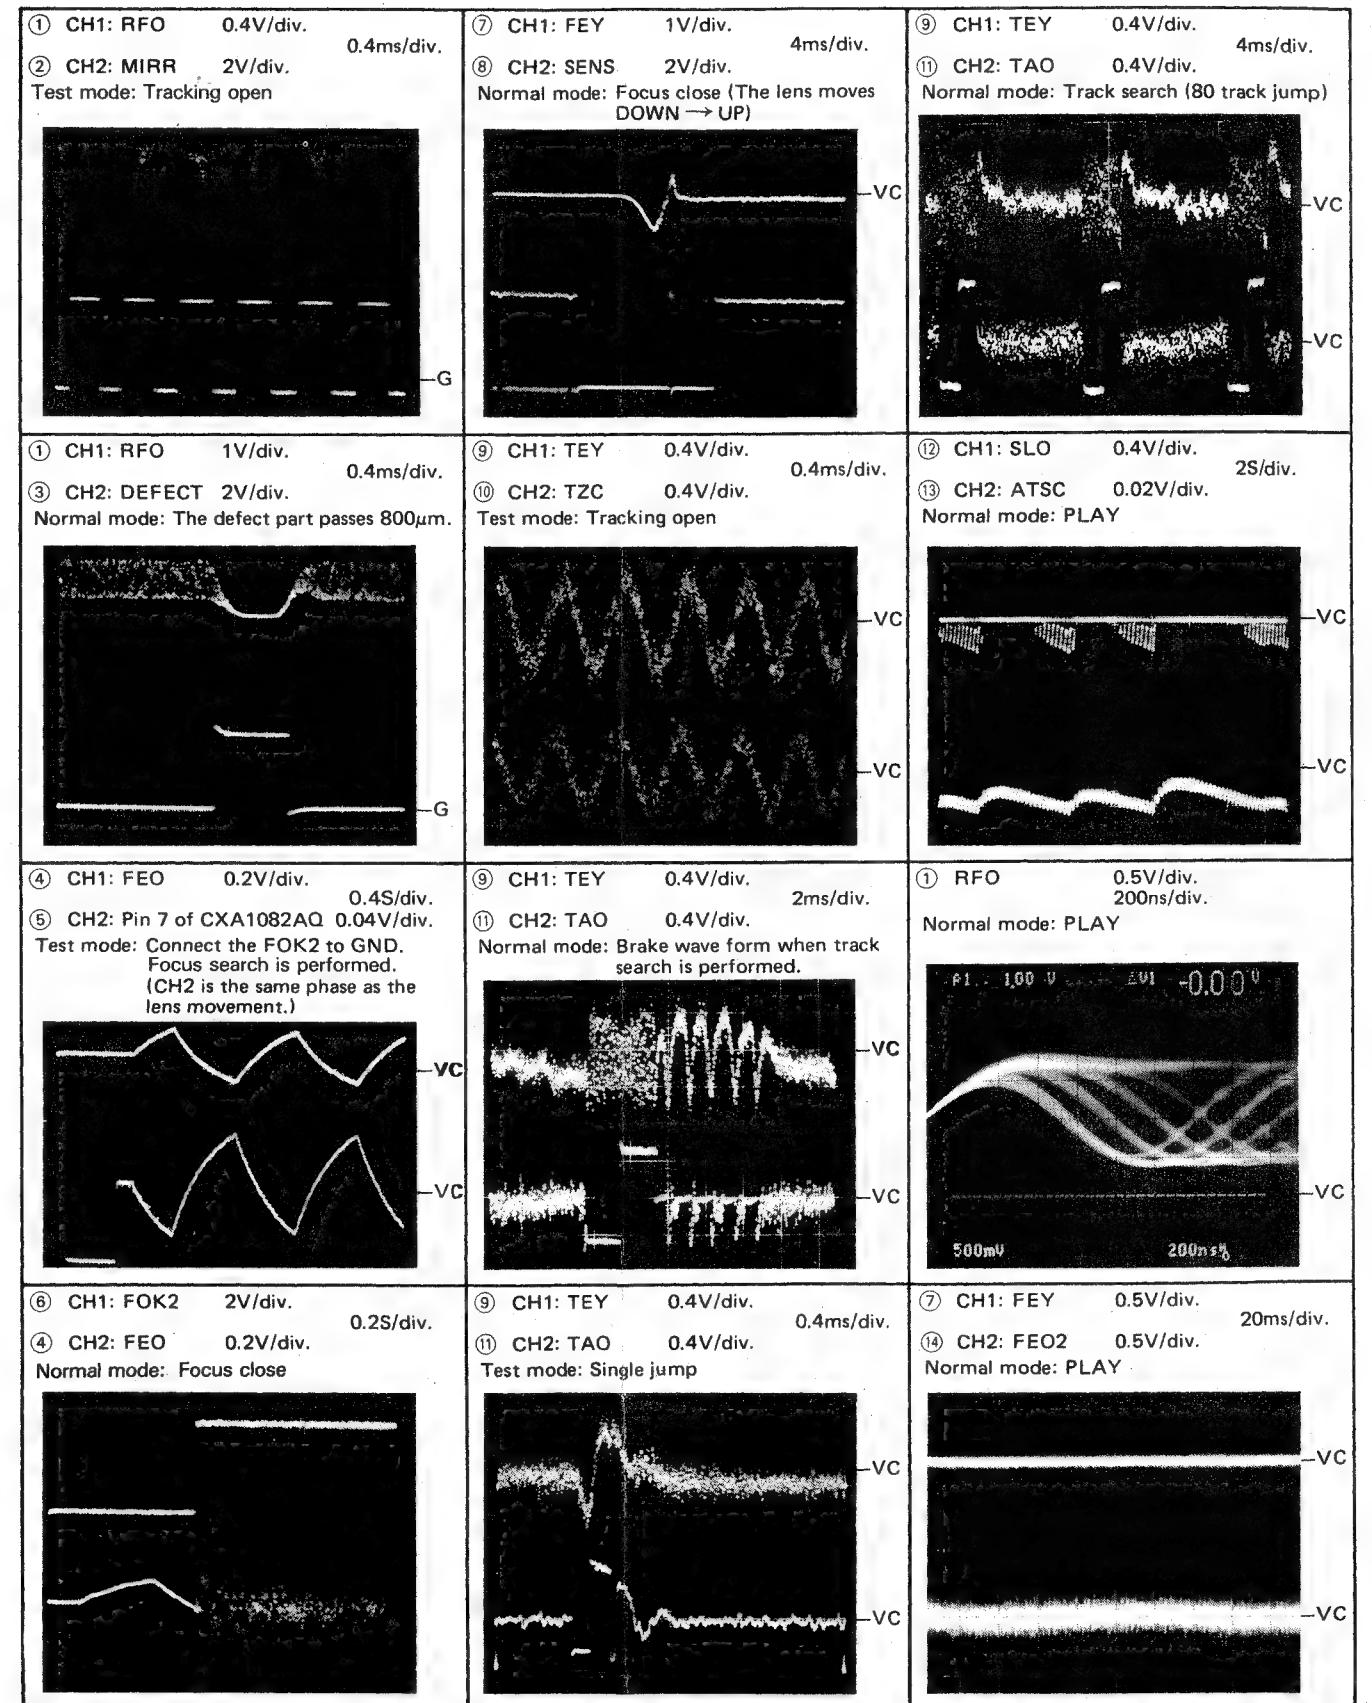 ① CH1: RFO 0.4V/div.
0.4ms/div.
② CH2: MIRR 2V/div.
Test mode: Tracking open
G
⑦ CH1: FEY 1V/div.
4ms/div.
⑧ CH2: SENS 2V/div.
Normal mode: Focus close (The lens moves
DOWN → UP)
VC
⑨ CH1: TEY 0.4V/div.
4ms/div.
⑪ CH2: TAO 0.4V/div.
Normal mode: Track search (80 track jump)
VC
VC
① CH1: RFO 1V/div.
0.4ms/div.
③ CH2: DEFECT 2V/div.
Normal mode: The defect part passes 800μm.
G
⑨ CH1: TEY 0.4V/div.
0.4ms/div.
⑩ CH2: TZC 0.4V/div.
Test mode: Tracking open
VC
VC
⑫ CH1: SLO 0.4V/div.
2S/div.
⑬ CH2: ATSC 0.02V/div.
Normal mode: PLAY
VC
VC
④ CH1: FEO 0.2V/div.
0.4S/div.
⑤ CH2: Pin 7 of CXA1082AQ 0.04V/div.
Test mode: Connect the FOK2 to GND.
Focus search is performed.
(CH2 is the same phase as the
lens movement.)
VC
VC
⑨ CH1: TEY 0.4V/div.
2ms/div.
⑪ CH2: TAO 0.4V/div.
Normal mode: Brake wave form when track
search is performed.
VC
VC
① RFO 0.5V/div.
200ns/div.
Normal mode: PLAY
1.00 V -0.00 V
VC
500mV 200ns
⑥ CH1: FOK2 2V/div.
0.2S/div.
④ CH2: FEO 0.2V/div.
Normal mode: Focus close
⑨ CH1: TEY 0.4V/div.
0.4ms/div.
⑪ CH2: TAO 0.4V/div.
Test mode: Single jump
VC
VC
⑦ CH1: FEY 0.5V/div.
20ms/div.
⑭ CH2: FEO2 0.5V/div.
Normal mode: PLAY
VC
VC